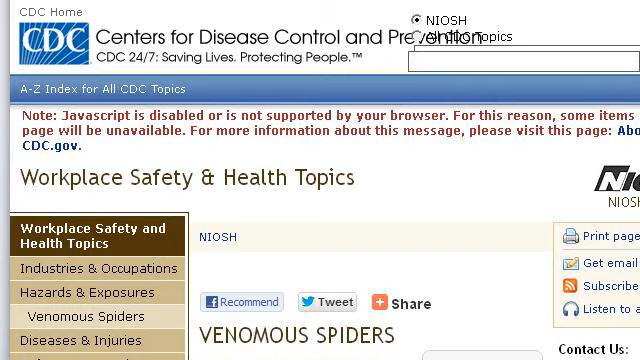 CDC Home
NIOSH
CDC
Centers for Disease Control and Prevention
All CDC Topics
CDC 24/7: Saving Lives. Protecting People.™
A-Z Index for All CDC Topics
Note: Javascript is disabled or is not supported by your browser. For this reason, some items
page will be unavailable. For more information about this message, please visit this page: Abo
CDC.gov.
Workplace Safety & Health Topics
NIO
NIOSH
Workplace Safety and
Health Topics
NIOSH
Print page
Industries & Occupations
Get email
Hazards & Exposures
Subscribe
Recommend
Tweet
Share
Listen to a
Venomous Spiders
VENOMOUS SPIDERS
Diseases & Injuries
Contact Us: